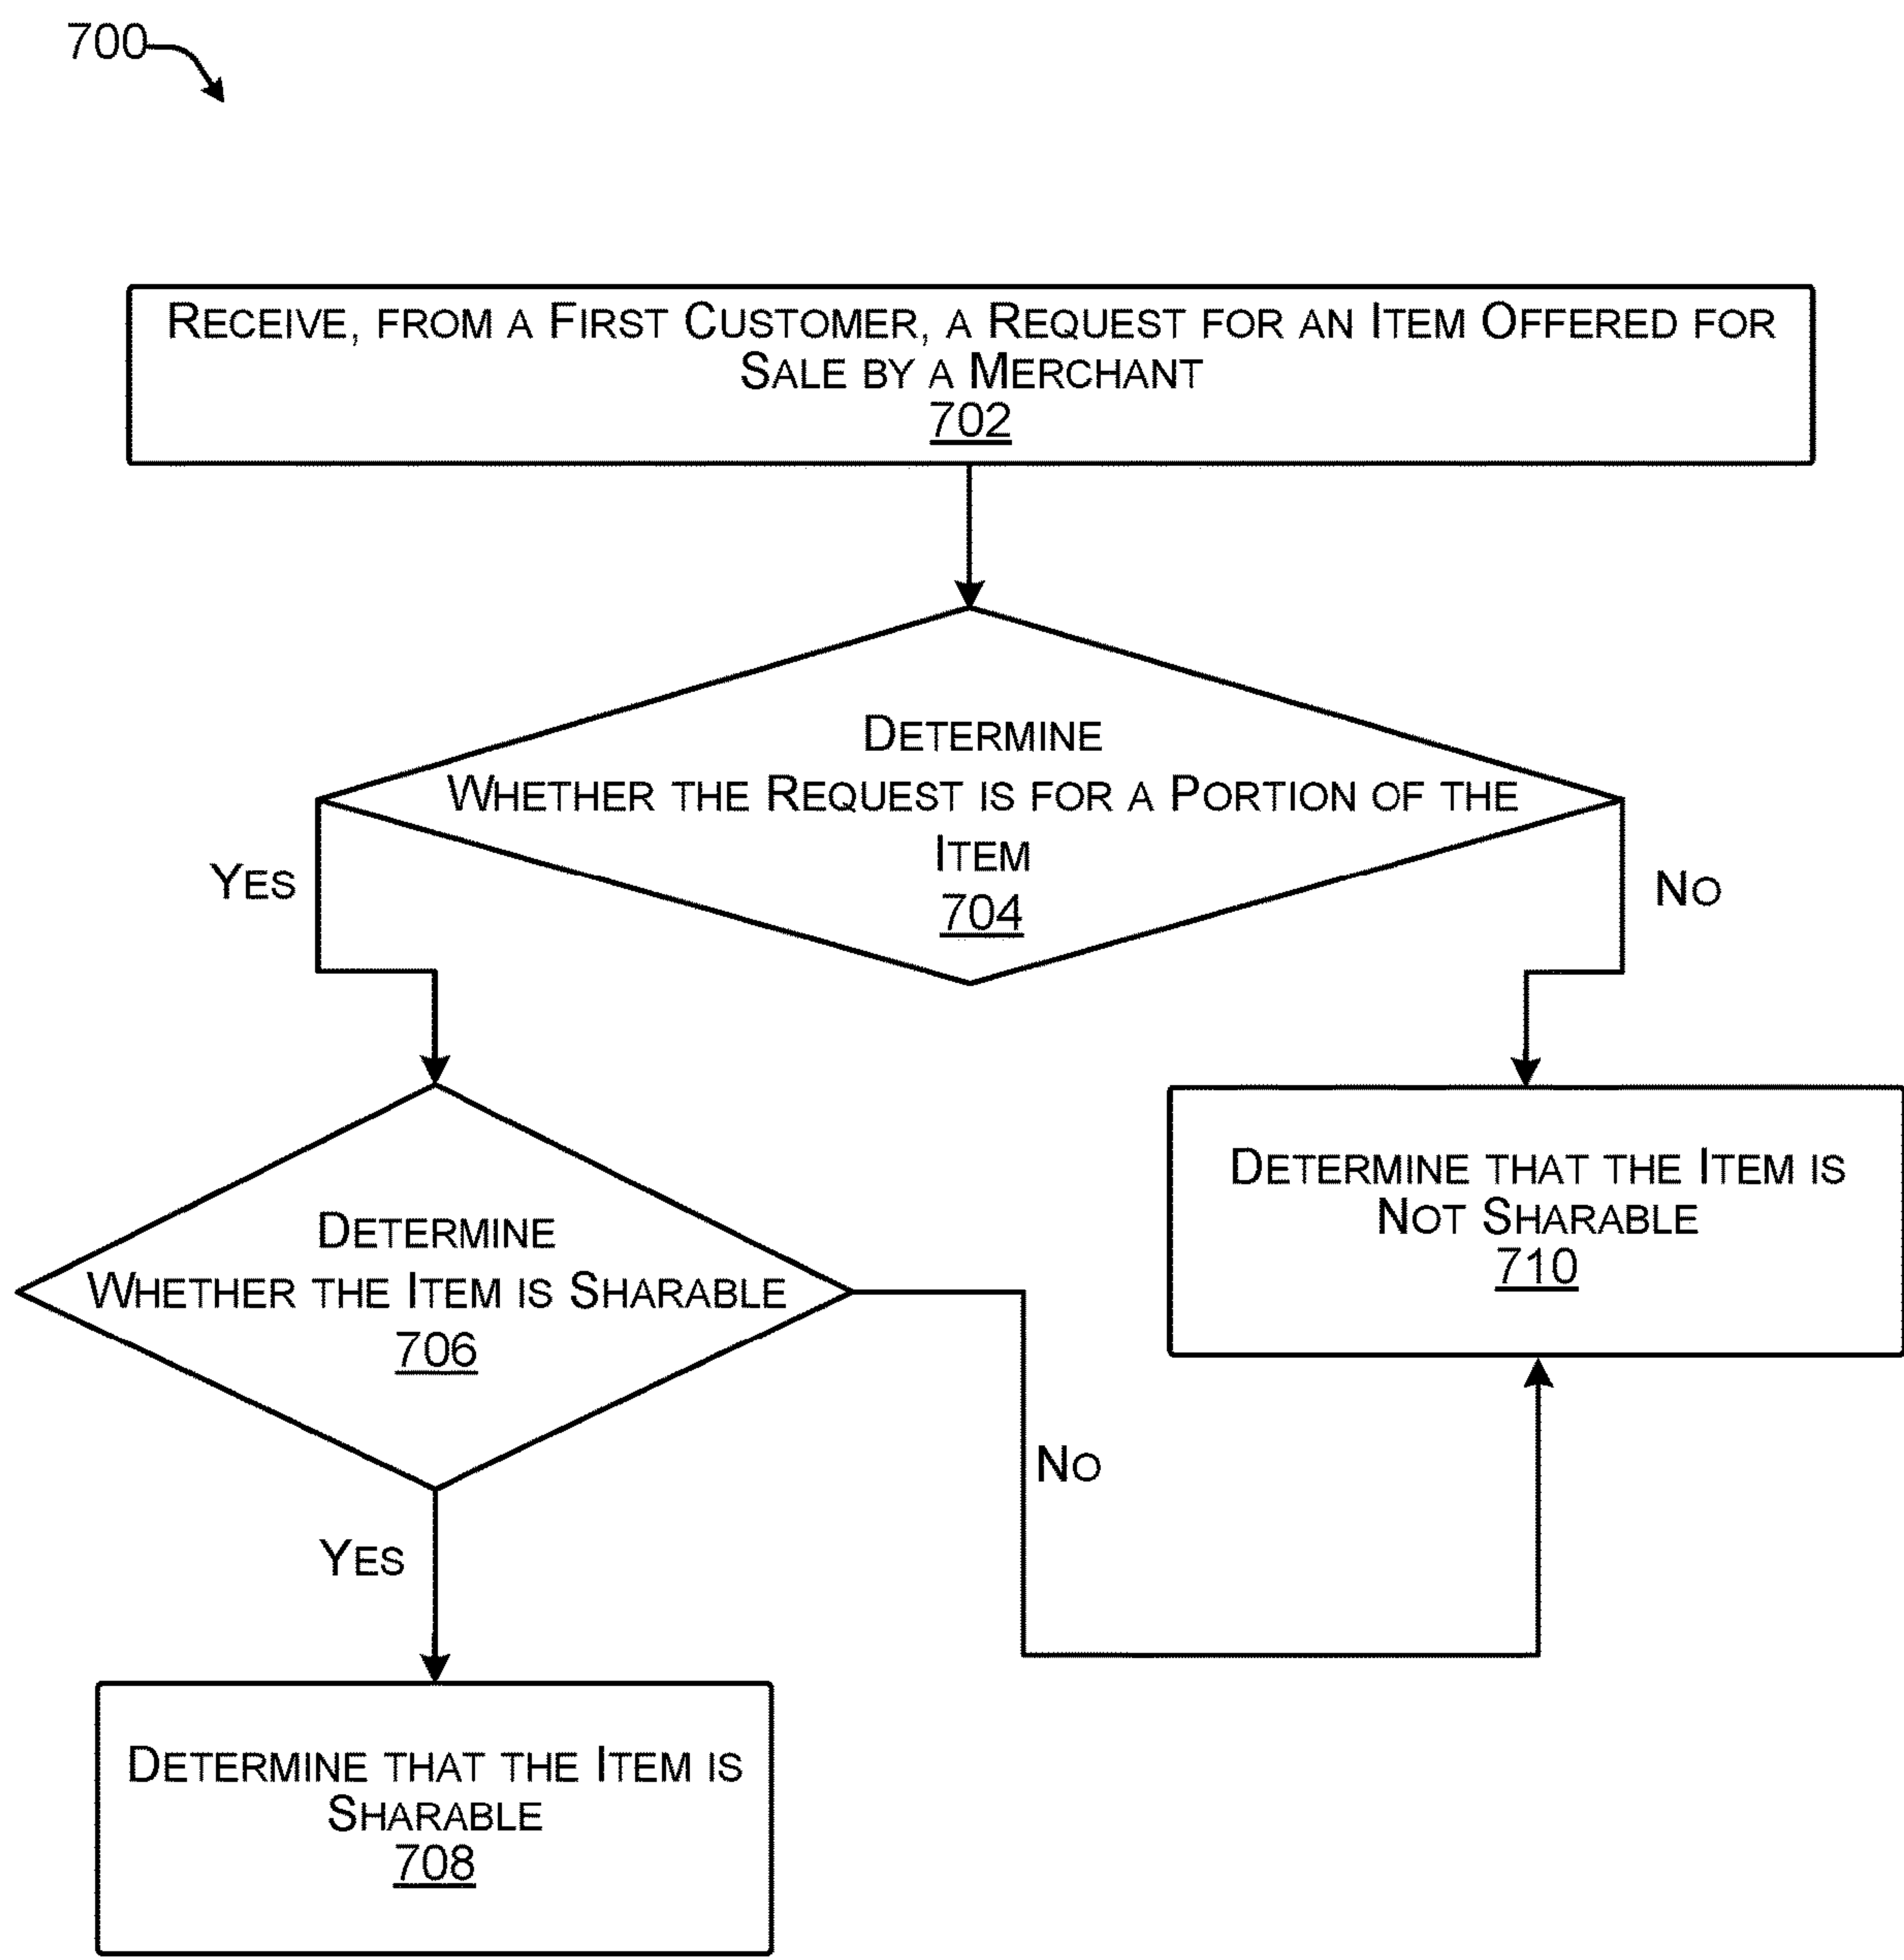 700
Receive, from a First Customer, a Request for an Item Offered for
Sale by a Merchant
702
Determine
Whether the Request is for a Portion of the
Item
704
Yes
No
Determine that the Item is
Not Sharable
710
Determine
Whether the Item is Sharable
706
No
Yes
Determine that the Item is
Sharable
708